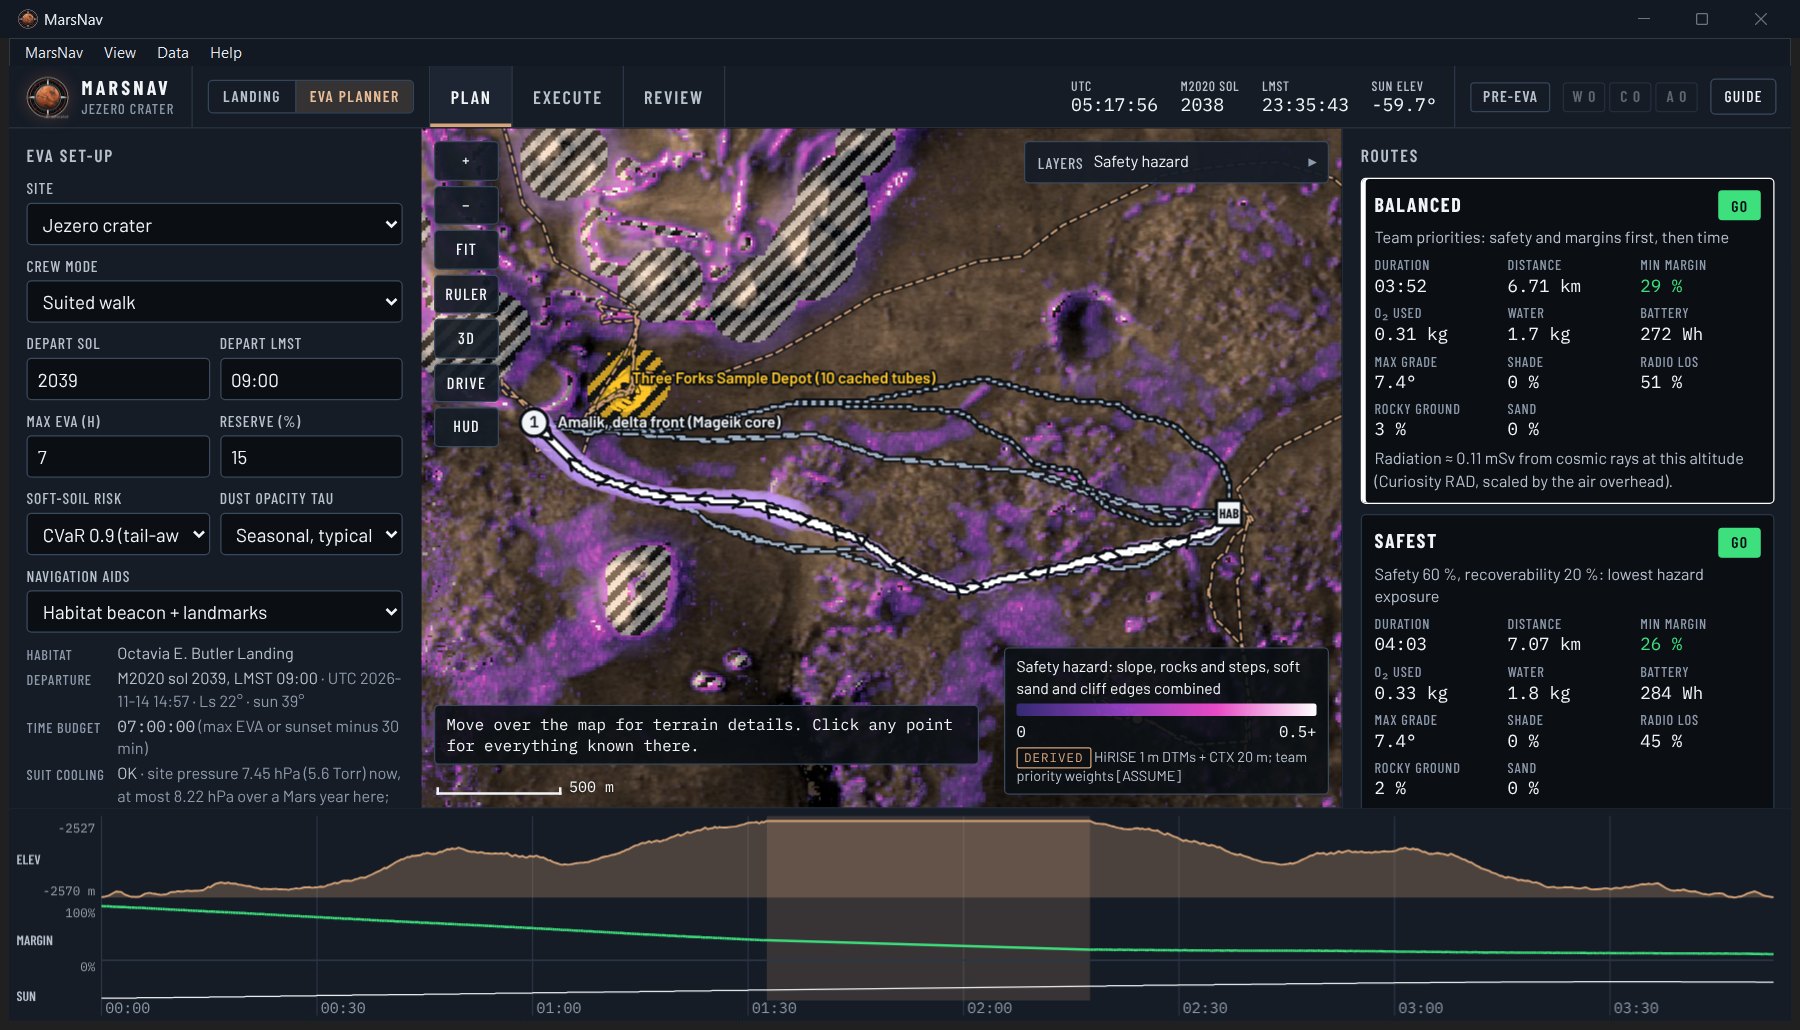 MarsNav
MarsNav View Data Help
MARSNAV
JEZERO CRATER
LANDING EVA PLANNER
PLAN EXECUTE REVIEW
UTC
05:17:56
M2020 SOL
2038
LMST
23:35:43
SUN ELEV
-59.7°
PRE-EVA
W 0 C 0 A 0
GUIDE
EVA SET-UP
SITE
Jezero crater
CREW MODE
Suited walk
DEPART SOL DEPART LMST
2039 09:00
MAX EVA (H) RESERVE (%)
7 15
SOFT-SOIL RISK DUST OPACITY TAU
CVaR 0.9 (tail-aw Seasonal, typical
NAVIGATION AIDS
Habitat beacon + landmarks
HABITAT Octavia E. Butler Landing
DEPARTURE M2020 sol 2039, LMST 09:00 · UTC 2026-
11-14 14:57 · Ls 22° · sun 39°
TIME BUDGET 07:00:00 (max EVA or sunset minus 30
min)
SUIT COOLING OK · site pressure 7.45 hPa (5.6 Torr) now,
at most 8.22 hPa over a Mars year here;
+
−
FIT
RULER
3D
DRIVE
HUD
LAYERS Safety hazard
Three Forks Sample Depot (10 cached tubes)
1 Amalik, delta front (Mageik core)
HAB
Move over the map for terrain details. Click any point
for everything known there.
500 m
Safety hazard: slope, rocks and steps, soft
sand and cliff edges combined
0 0.5+
DERIVED HiRISE 1 m DTMs + CTX 20 m; team
priority weights [ASSUME]
ROUTES
BALANCED GO
Team priorities: safety and margins first, then time
DURATION DISTANCE MIN MARGIN
03:52 6.71 km 29 %
O₂ USED WATER BATTERY
0.31 kg 1.7 kg 272 Wh
MAX GRADE SHADE RADIO LOS
7.4° 0 % 51 %
ROCKY GROUND SAND
3 % 0 %
Radiation ≈ 0.11 mSv from cosmic rays at this altitude
(Curiosity RAD, scaled by the air overhead).
SAFEST GO
Safety 60 %, recoverability 20 %: lowest hazard
exposure
DURATION DISTANCE MIN MARGIN
04:03 7.07 km 26 %
O₂ USED WATER BATTERY
0.33 kg 1.8 kg 284 Wh
MAX GRADE SHADE RADIO LOS
7.4° 0 % 45 %
ROCKY GROUND SAND
2 % 0 %
-2527
ELEV
-2570 m
100%
MARGIN
0%
SUN
00:00 00:30 01:00 01:30 02:00 02:30 03:00 03:30